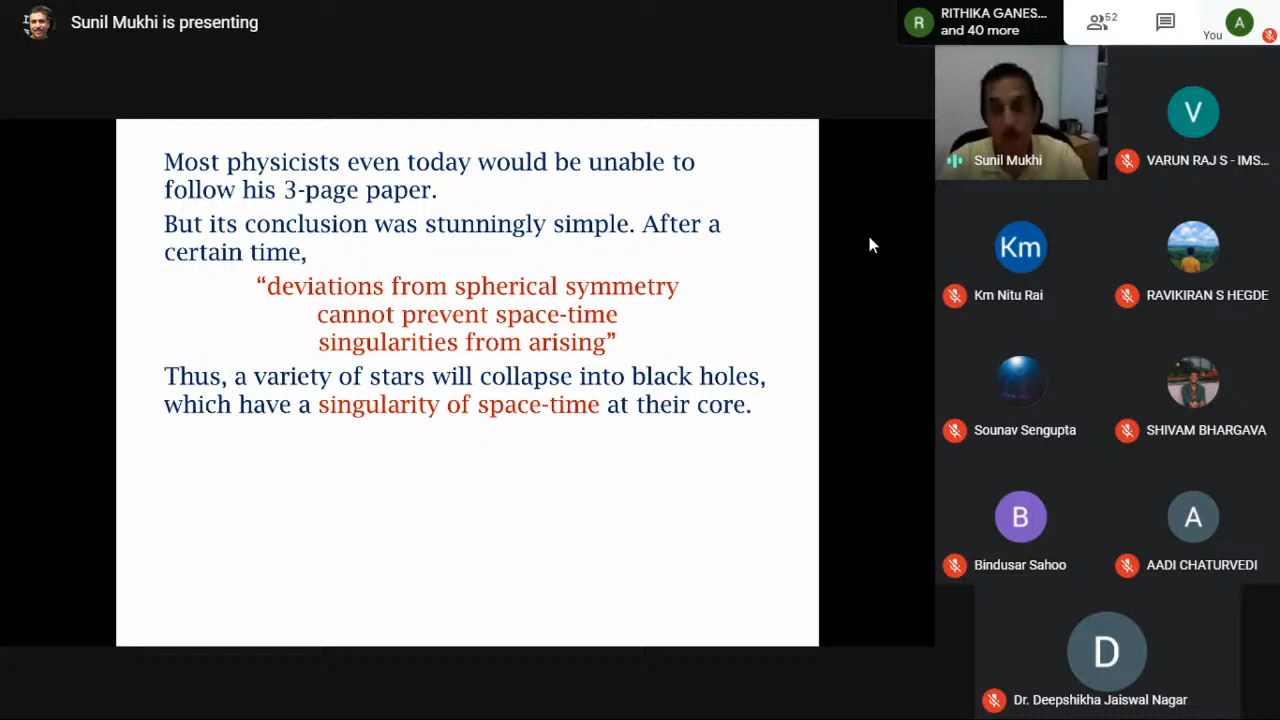 Sunil Mukhi is presenting
R
RITHIKA GANES...
and 40 more
52
You
A
Most physicists even today would be unable to
follow his 3-page paper.
But its conclusion was stunningly simple. After a
certain time,
“deviations from spherical symmetry
cannot prevent space-time
singularities from arising”
Thus, a variety of stars will collapse into black holes,
which have a singularity of space-time at their core.
Sunil Mukhi
V
VARUN RAJ S - IMS...
Km
Km Nitu Rai
RAVIKIRAN S HEGDE
Sounav Sengupta
SHIVAM BHARGAVA
B
Bindusar Sahoo
A
AADI CHATURVEDI
D
Dr. Deepshikha Jaiswal Nagar